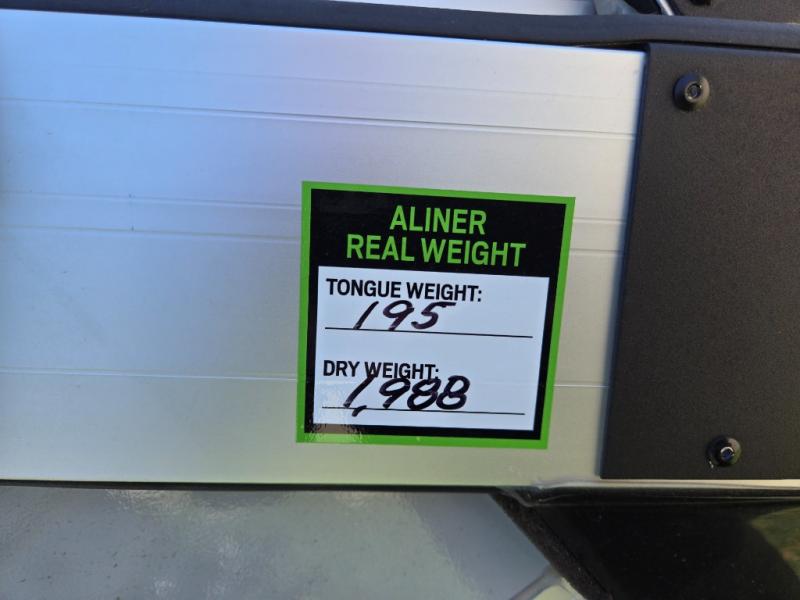 ALINER
REAL WEIGHT
TONGUE WEIGHT:
195
DRY WEIGHT:
1,988